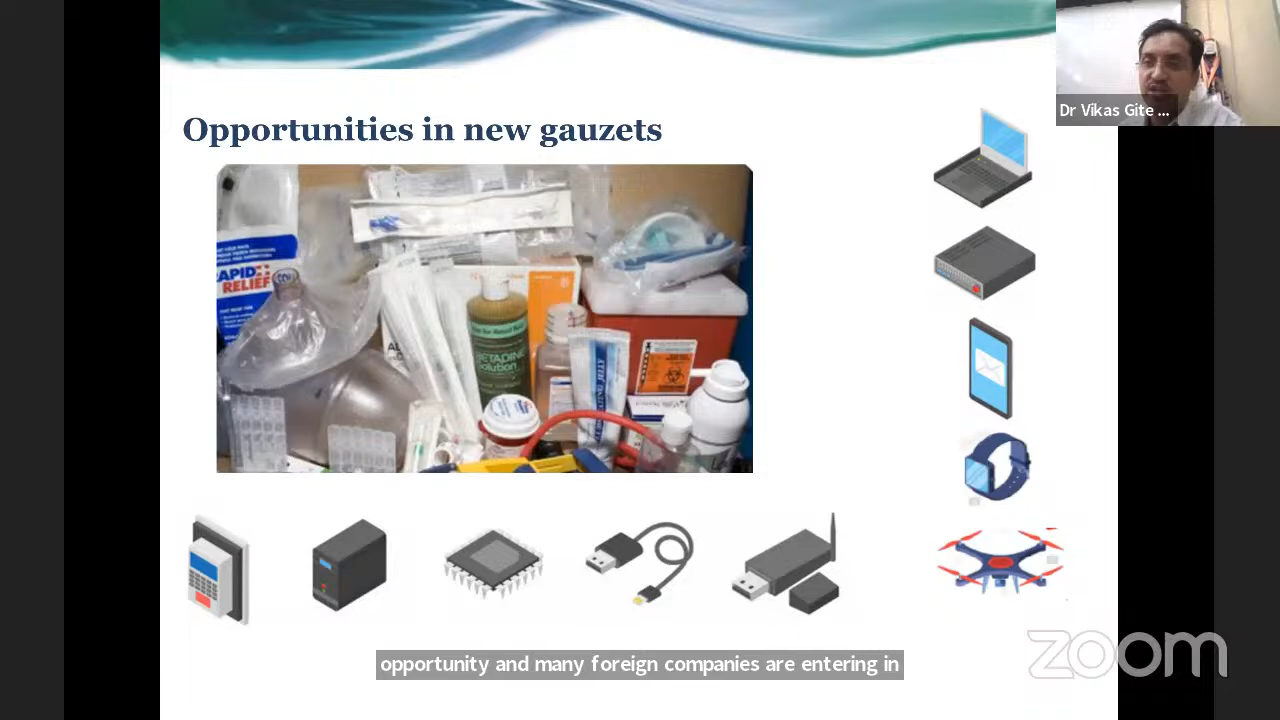 Dr Vikas Gite ...
Opportunities in new gauzets
RAPID
RELIEF
BETADINE
Solution
opportunity and many foreign companies are entering in
zoom